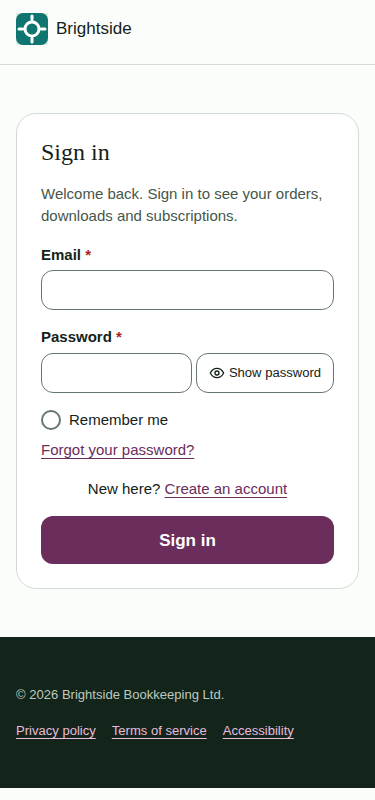 Brightside
Sign in
Welcome back. Sign in to see your orders,
downloads and subscriptions.
Email *
Password *
Show password
Remember me
Forgot your password?
New here? Create an account
Sign in
© 2026 Brightside Bookkeeping Ltd.
Privacy policy Terms of service Accessibility